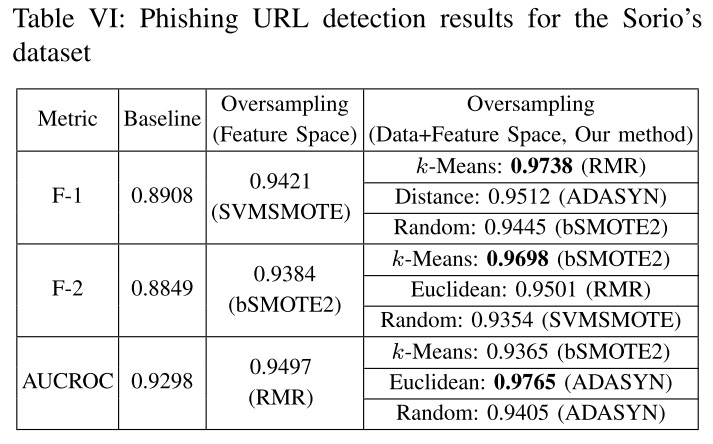 Table VI: Phishing URL detection results for the Sorio's
dataset
Metric Baseline Oversampling (Feature Space) Oversampling (Data+Feature Space, Our method)
F-1 0.8908 0.9421 (SVMSMOTE) k-Means: 0.9738 (RMR)
Distance: 0.9512 (ADASYN)
Random: 0.9445 (bSMOTE2)
F-2 0.8849 0.9384 (bSMOTE2) k-Means: 0.9698 (bSMOTE2)
Euclidean: 0.9501 (RMR)
Random: 0.9354 (SVMSMOTE)
AUCROC 0.9298 0.9497 (RMR) k-Means: 0.9365 (bSMOTE2)
Euclidean: 0.9765 (ADASYN)
Random: 0.9405 (ADASYN)